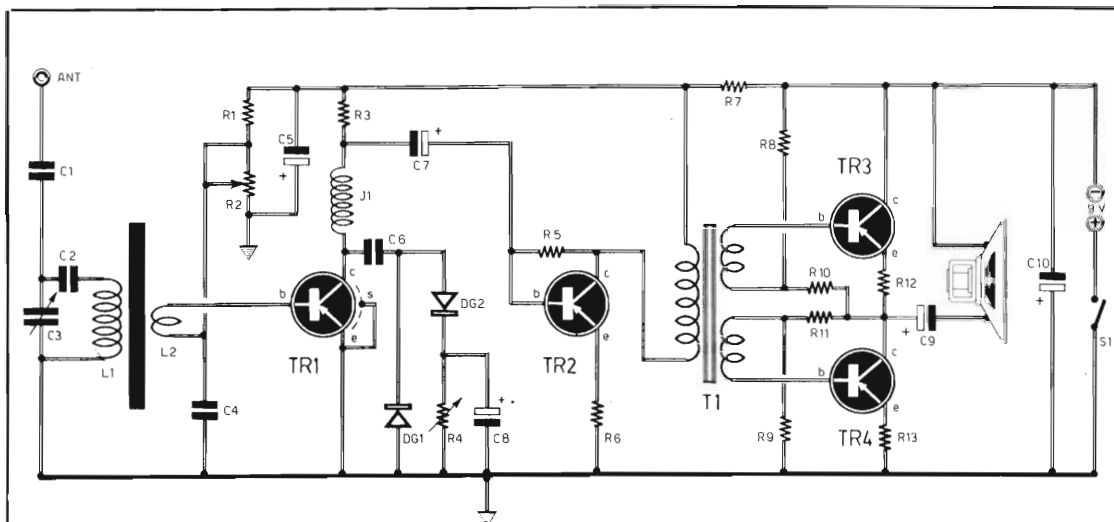 ANT
R1
C5
+
R3
C7
+
R7
R8
TR3
b
c
e
9 V
−
+
C1
C2
C3
L1
L2
R2
J1
C6
c
s
b
e
TR1
DG2
R5
c
b
e
TR2
R10
R11
R12
C10
+
C9
+
S1
C4
DG1
R4
+
C8
R6
T1
R9
b
c
e
TR4
R13